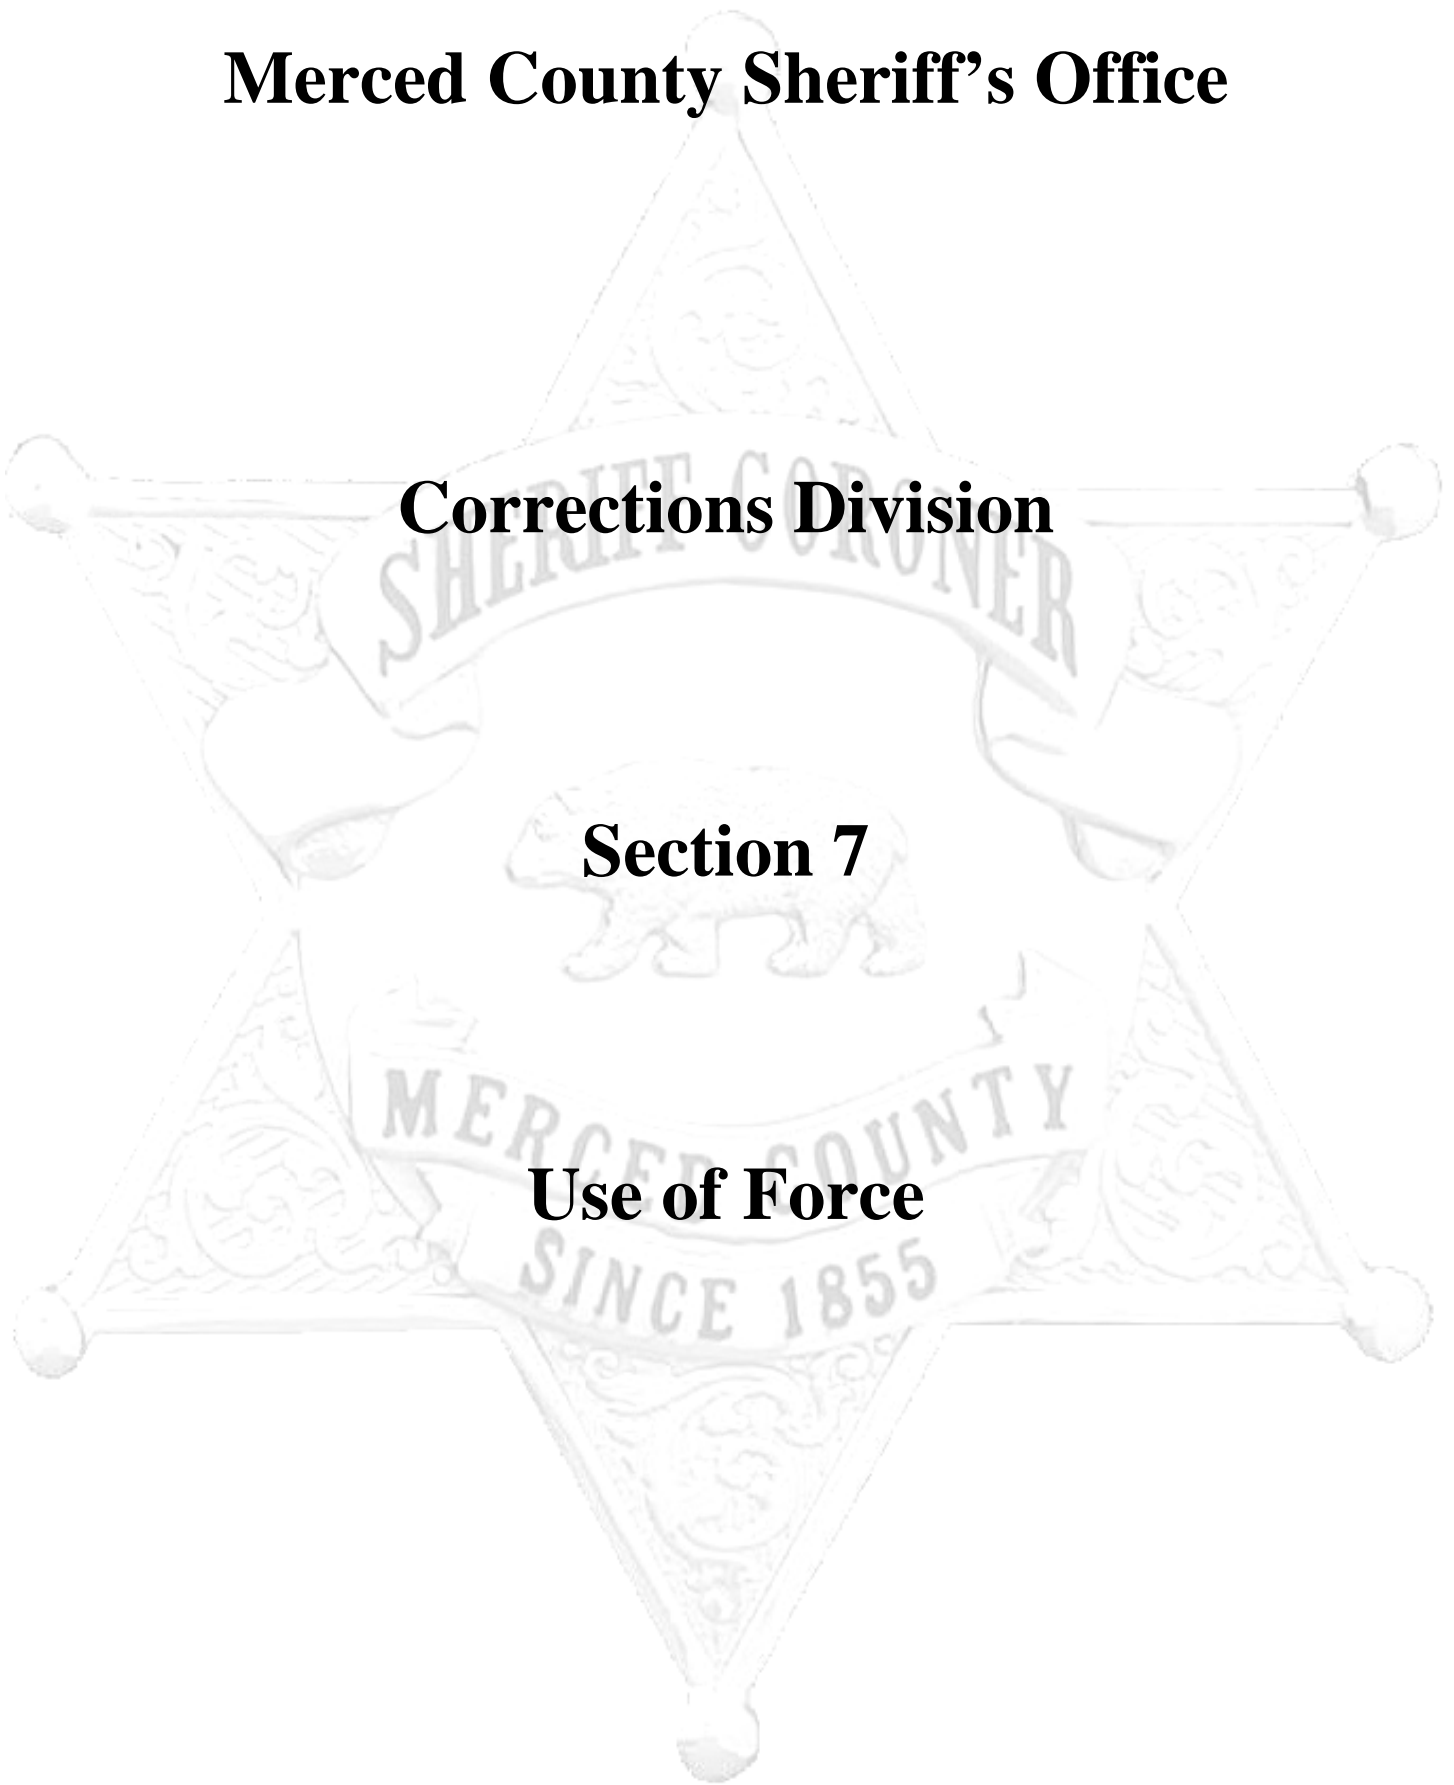 Merced County Sheriff’s Office
Corrections Division
SHERIFF CORONER
Section 7
MERCED COUNTY
Use of Force
SINCE 1855